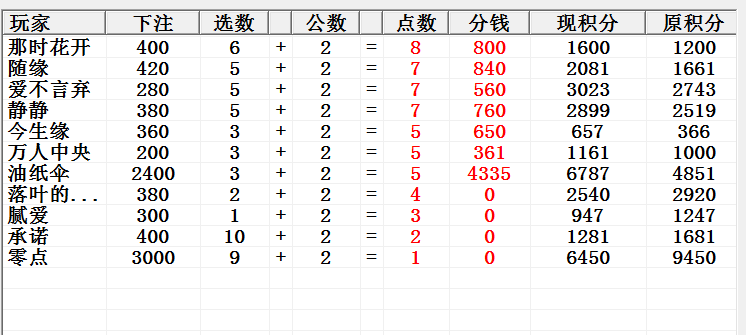 玩家 下注 选数 公数 点数 分钱 现积分 原积分
那时花开 400 6 + 2 = 8 800 1600 1200
随缘 420 5 + 2 = 7 840 2081 1661
爱不言弃 280 5 + 2 = 7 560 3023 2743
静静 380 5 + 2 = 7 760 2899 2519
今生缘 360 3 + 2 = 5 650 657 366
万人中央 200 3 + 2 = 5 361 1161 1000
油纸伞 2400 3 + 2 = 5 4335 6787 4851
落叶的... 380 2 + 2 = 4 0 2540 2920
腻爱 300 1 + 2 = 3 0 947 1247
承诺 400 10 + 2 = 2 0 1281 1681
零点 3000 9 + 2 = 1 0 6450 9450